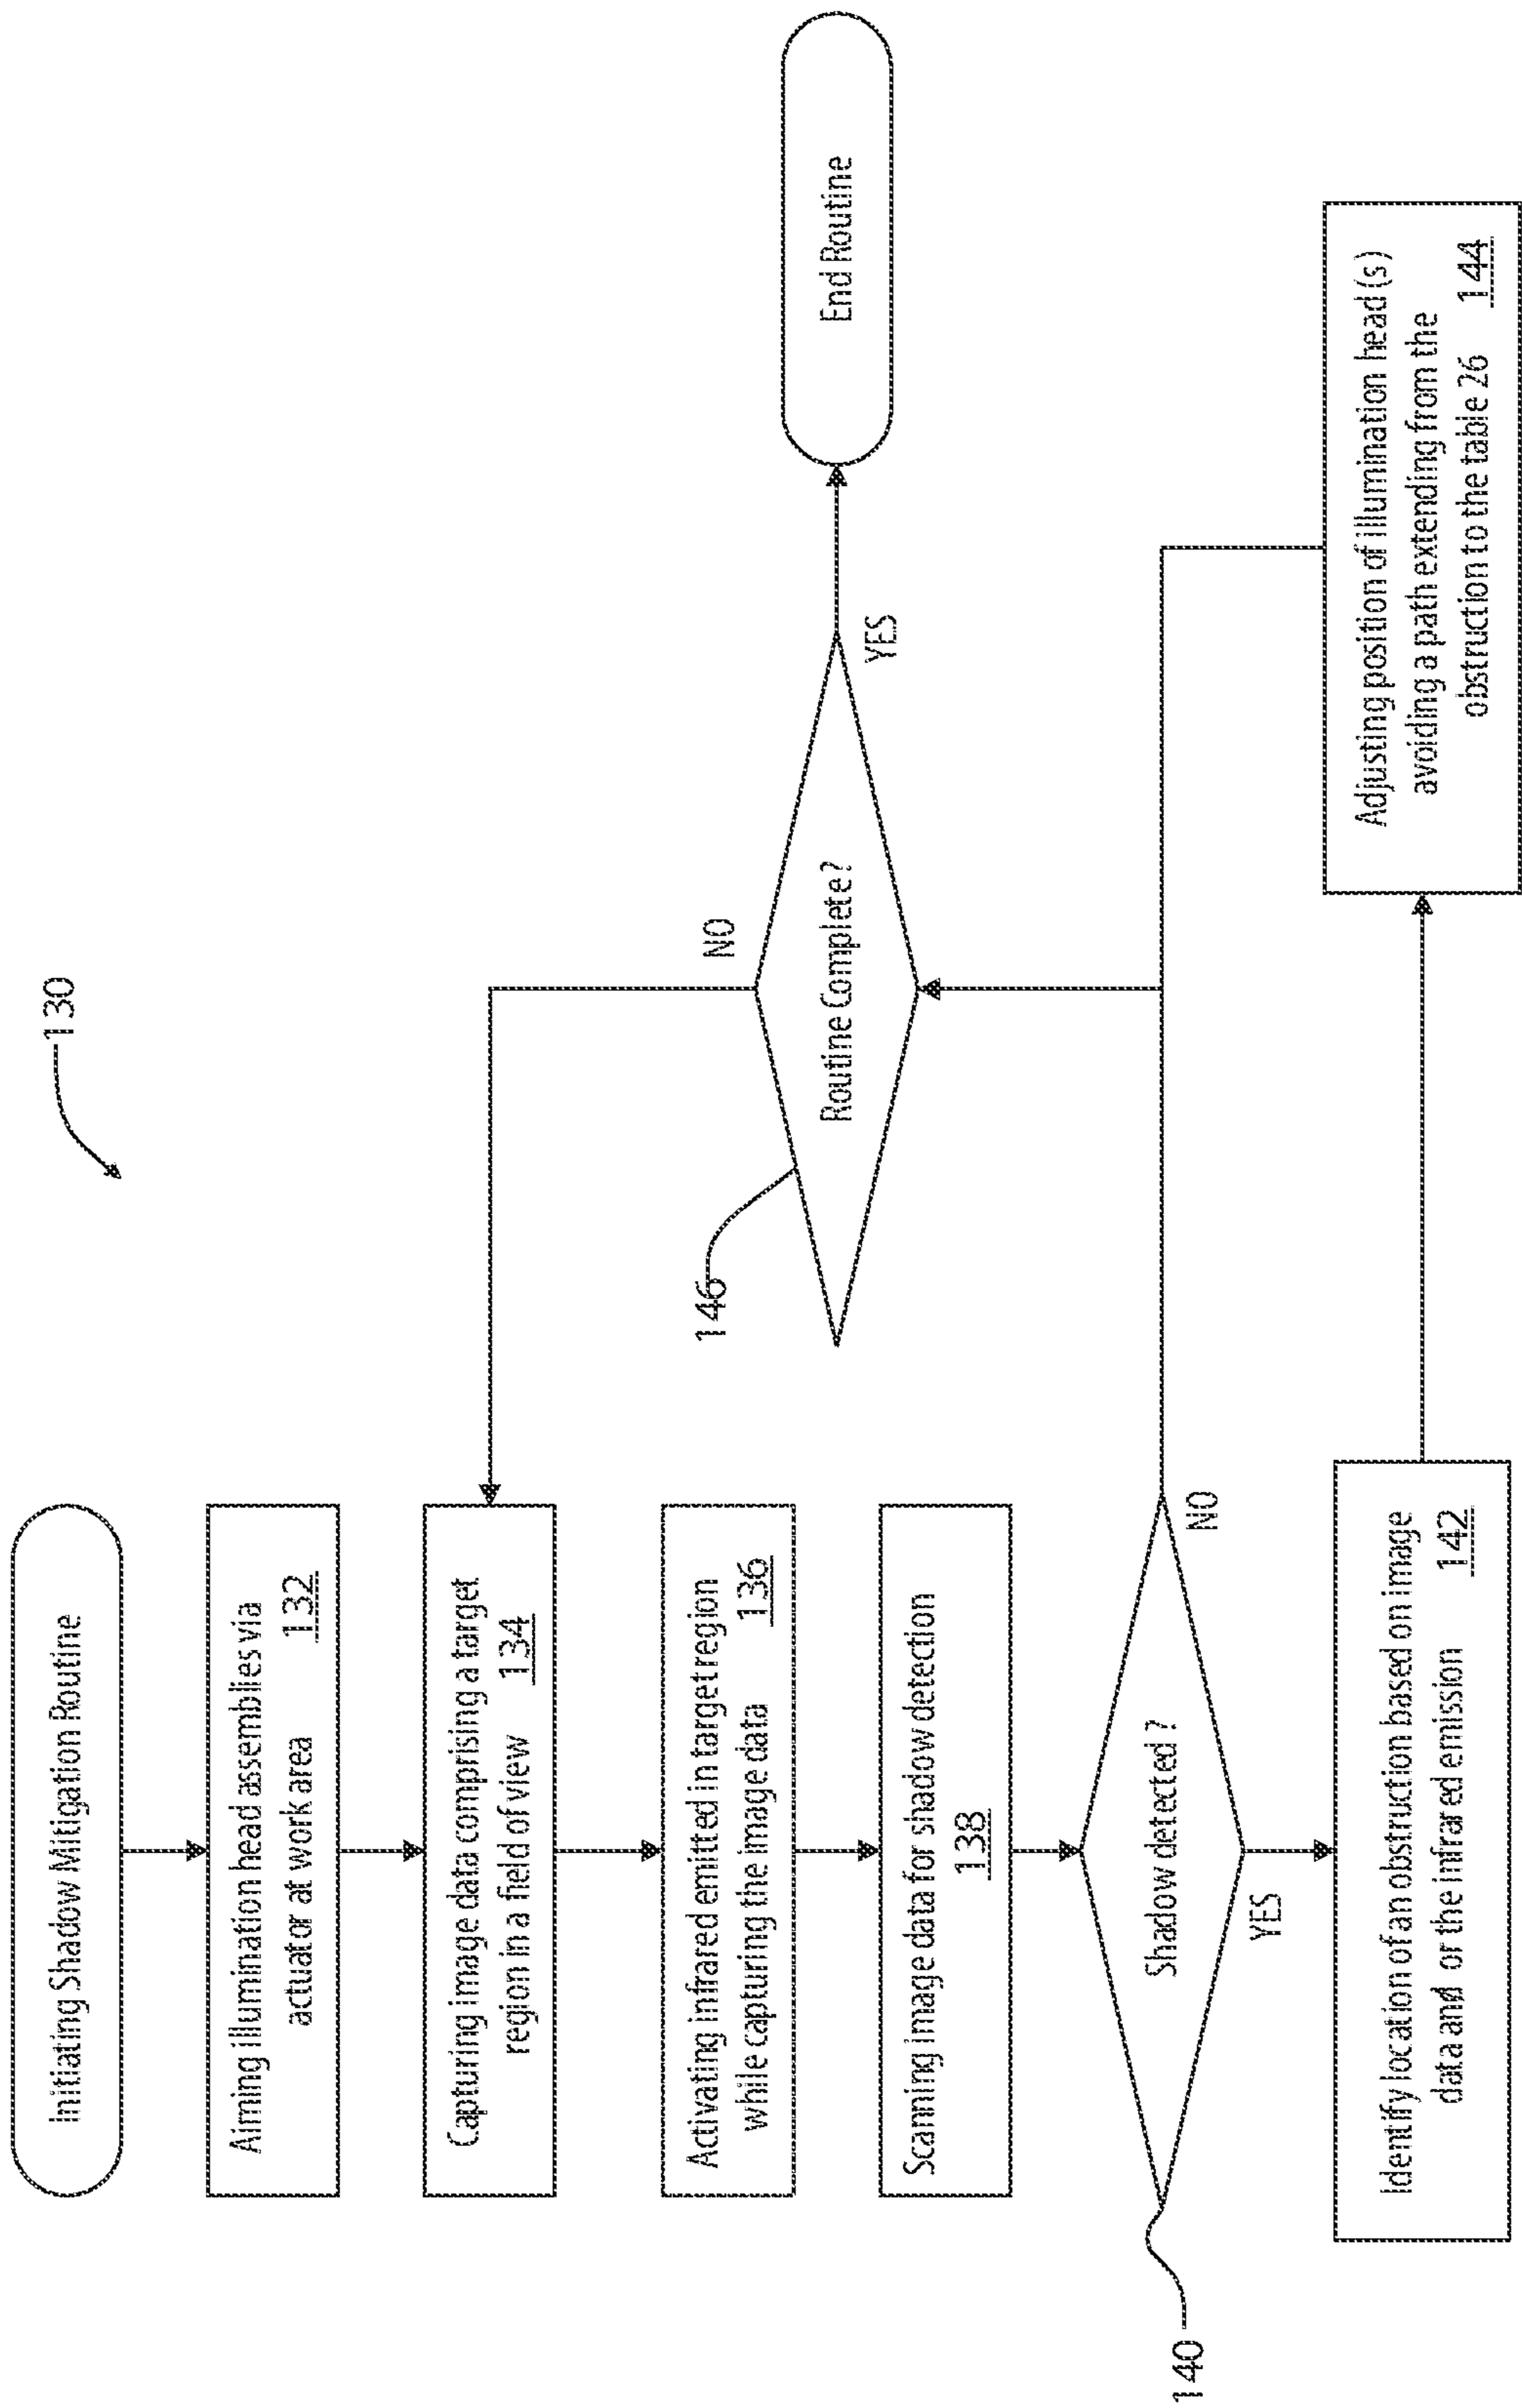 130
Initiating Shadow Mitigation Routine
Aiming illumination head assemblies via
actuator at work area 132
Capturing image data comprising a target
region in a field of view 134
Activating infrared emitted in targetregion
while capturing the image data 136
Scanning image data for shadow detection
138
140
Shadow detected ?
NO
YES
Identify location of an obstruction based on image
data and or the infrared emission 142
Adjusting position of illumination head (s)
avoiding a path extending from the
obstruction to the table 26 144
146
Routine Complete?
NO
YES
End Routine